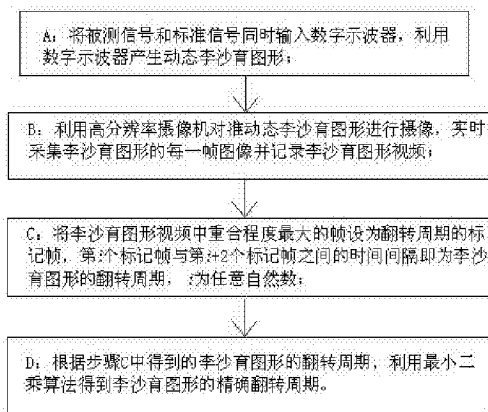 A：将被测信号和标准信号同时输入数字示波器，利用
数字示波器产生动态李沙育图形；
B：利用高分辨率摄像机对推动态李沙育图形进行摄像，实时
采集李沙育图形的每一帧图像并记录李沙育图形视频；
C：将李沙育图形视频中重合程度最大的帧设为翻转周期的标
记帧，第i个标记帧与第i+2个标记帧之间的时间间隔即为李沙
育图形的翻转周期，i为任意自然数；
D：根据步骤C中得到的李沙育图形的翻转周期，利用最小二
乘算法得到李沙育图形的精确翻转周期。